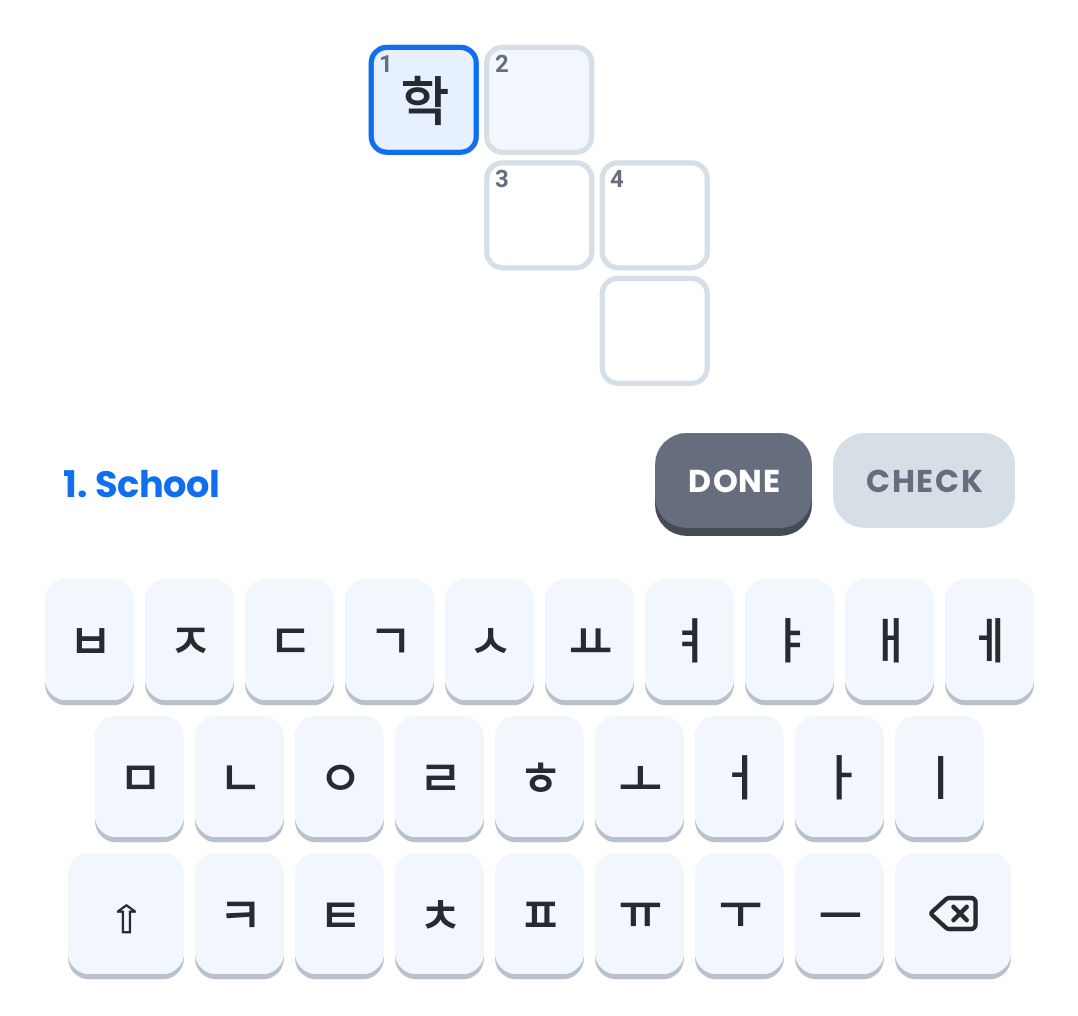 1 학 2
3 4
1. School DONE CHECK
ㅂ ㅈ ㄷ ㄱ ㅅ ㅛ ㅕ ㅑ ㅐ ㅔ
ㅁ ㄴ ㅇ ㄹ ㅎ ㅗ ㅓ ㅏ ㅣ
⇧ ㅋ ㅌ ㅊ ㅍ ㅠ ㅜ ㅡ